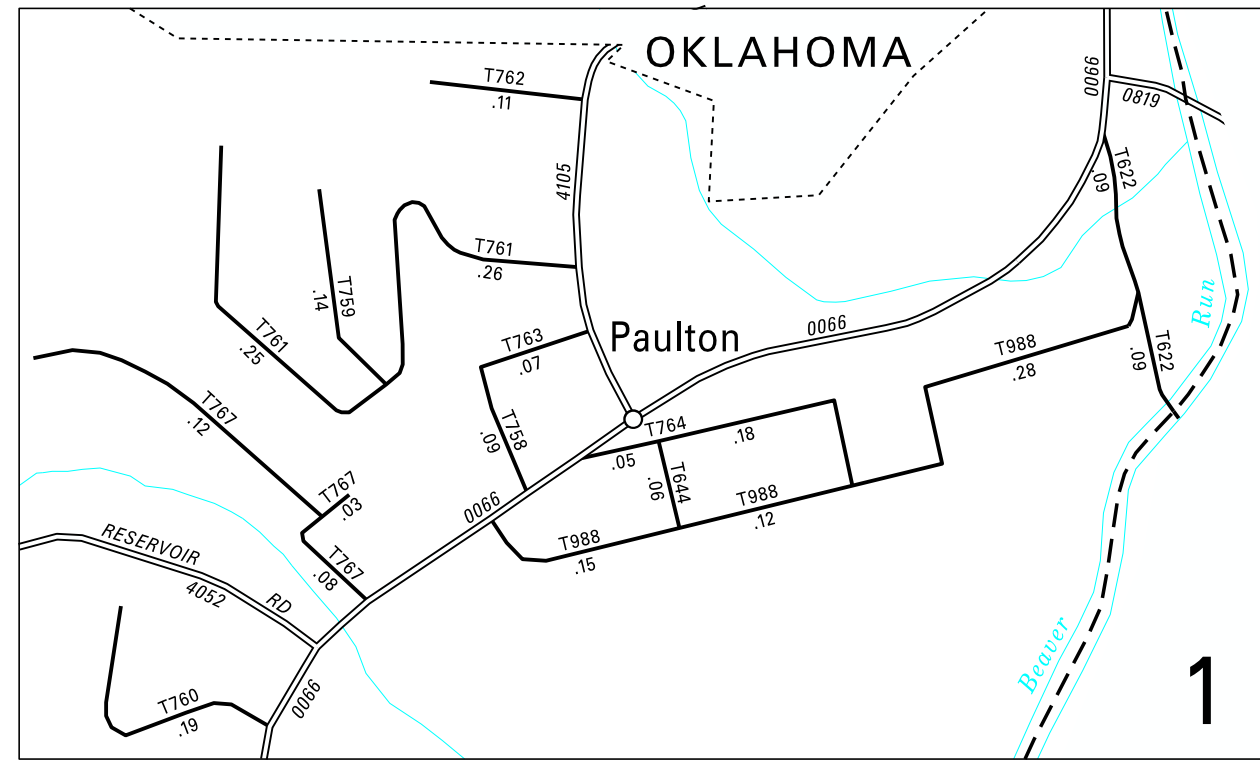 OKLAHOMA
T762
.11
0066
0819
4105
T622
.09
T761
.26
T759
.14
Run
T761
.25
T763
.07
Paulton
0066
T988
.28
T622
.09
T767
.12
T758
.09
T764
.18
.05
T644
.06
T767
.03
0066
T988
.12
T988
.15
RESERVOIR RD
4052
T767
.08
Beaver
T760
.19
0066
1